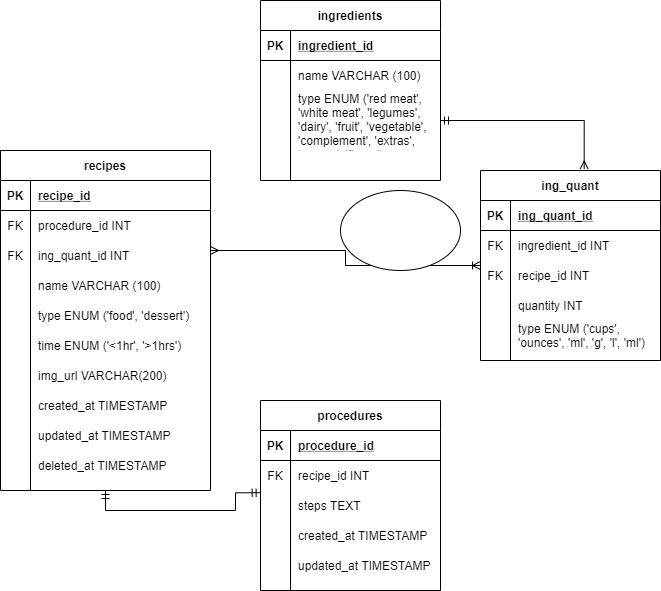 ingredients
PK ingredient_id
name VARCHAR (100)
type ENUM ('red meat',
'white meat', 'legumes',
'dairy', 'fruit', 'vegetable',
'complement', 'extras',
recipes
PK recipe_id
FK procedure_id INT
FK ing_quant_id INT
name VARCHAR (100)
type ENUM ('food', 'dessert')
time ENUM ('<1hr', '>1hrs')
img_url VARCHAR(200)
created_at TIMESTAMP
updated_at TIMESTAMP
deleted_at TIMESTAMP
ing_quant
PK ing_quant_id
FK ingredient_id INT
FK recipe_id INT
quantity INT
type ENUM ('cups',
'ounces', 'ml', 'g', 'l', 'ml')
procedures
PK procedure_id
FK recipe_id INT
steps TEXT
created_at TIMESTAMP
updated_at TIMESTAMP